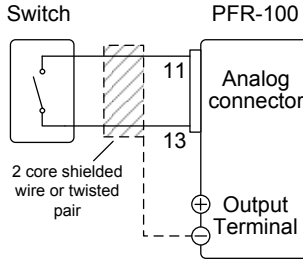 Switch
PFR-100
11
Analog
connector
13
2 core shielded
wire or twisted
pair
Output
Terminal